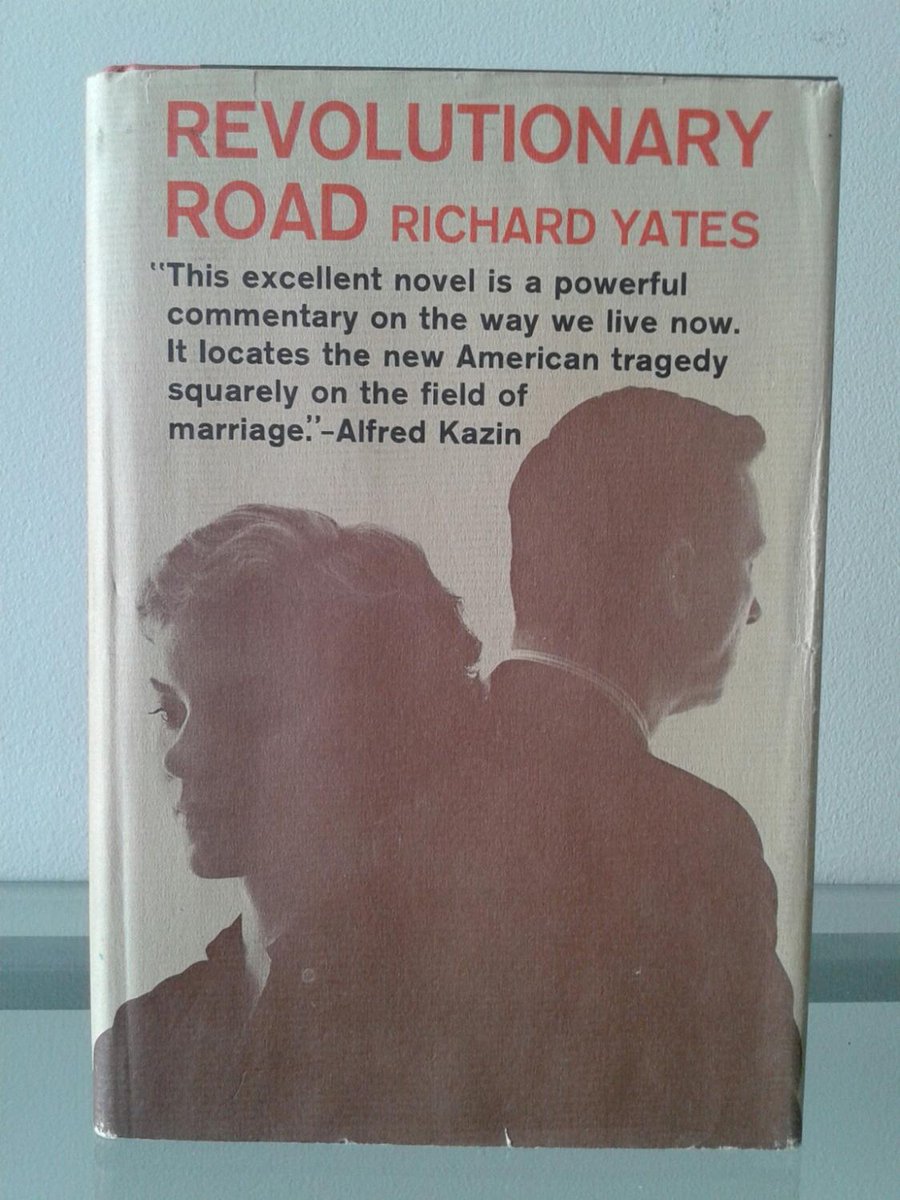 REVOLUTIONARY
ROAD RICHARD YATES
"This excellent novel is a powerful
commentary on the way we live now.
It locates the new American tragedy
squarely on the field of
marriage."-Alfred Kazin